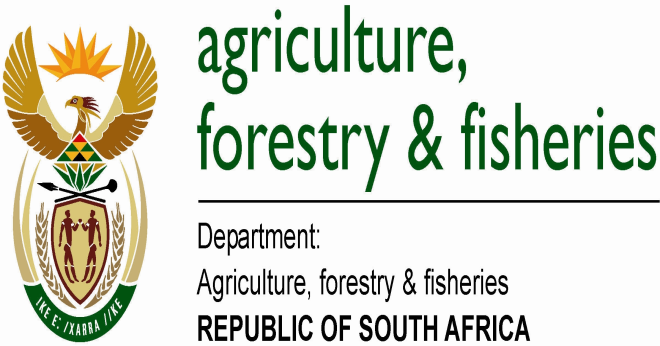 agriculture,
forestry & fisheries
Department:
Agriculture, forestry & fisheries
REPUBLIC OF SOUTH AFRICA
!KE E: /XARRA //KE